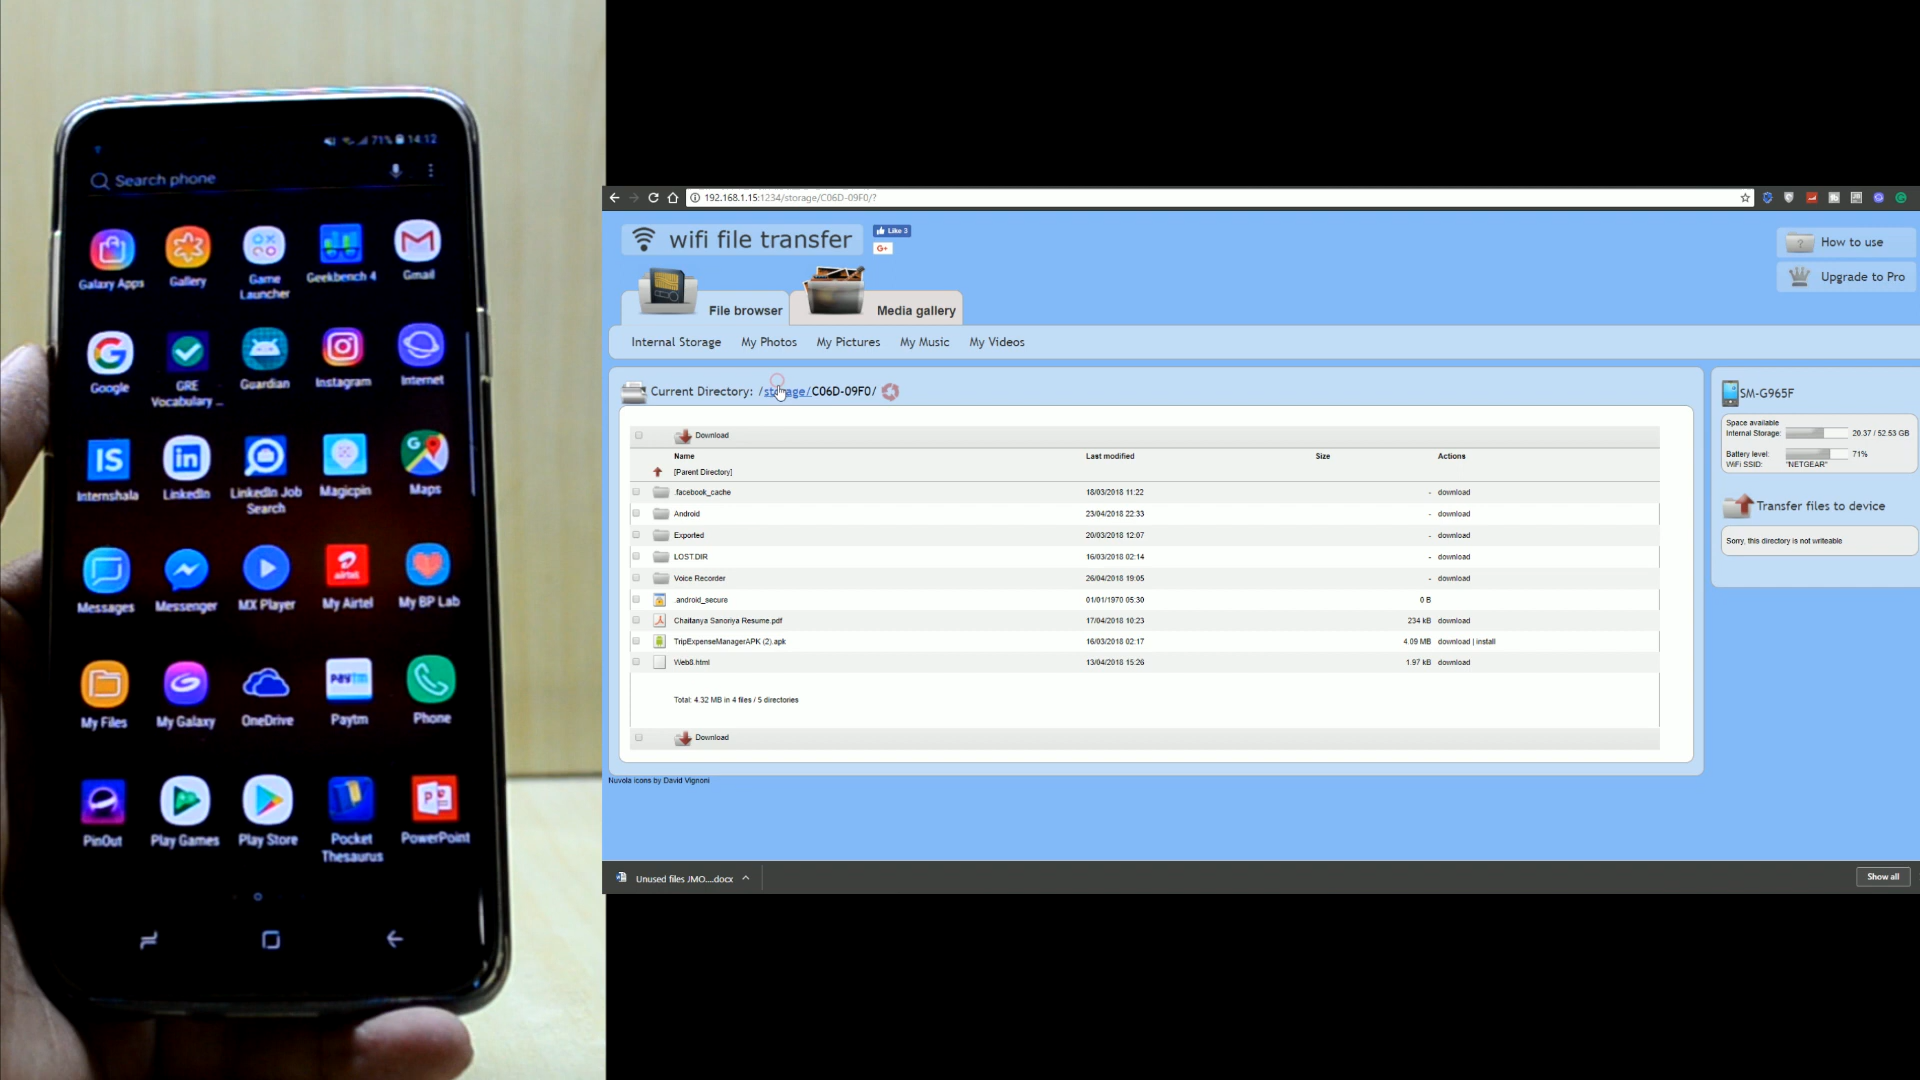 71% 14:12
Search phone
Galaxy Apps
Gallery
Game Launcher
Geekbench 4
Gmail
Google
GRE Vocabulary ...
Guardian
Instagram
Internet
IS
Internshala
in
LinkedIn
LinkedIn Job Search
Magicpin
G
Maps
Messages
Messenger
MX Player
airtel
My Airtel
My BP Lab
My Files
My Galaxy
OneDrive
Paytm
Paytm
Phone
PinOut
Play Games
Play Store
Pocket Thesaurus
PowerPoint
192.168.1.15:1234/storage/C06D-09F0/?
wifi file transfer
Like 3
G+
How to use
Upgrade to Pro
File browser
Media gallery
Internal Storage My Photos My Pictures My Music My Videos
Current Directory: /storage/C06D-09F0/
Download
Name Last modified Size Actions
[Parent Directory]
.facebook_cache 18/03/2018 11:22 - download
Android 23/04/2018 22:33 - download
Exported 20/03/2018 12:07 - download
LOST.DIR 16/03/2018 02:14 - download
Voice Recorder 26/04/2018 19:05 - download
.android_secure 01/01/1970 05:30 0 B
Chaitanya Sanoriya Resume.pdf 17/04/2018 10:23 234 kB download
TripExpenseManagerAPK (2).apk 16/03/2018 02:17 4.09 MB download | install
Web8.html 13/04/2018 15:26 1.97 kB download
Total: 4.32 MB in 4 files / 5 directories
Download
Nuvola icons by David Vignoni
SM-G965F
Space available
Internal Storage: 20.37 / 52.53 GB
Battery level: 71%
WiFi SSID: "NETGEAR"
Transfer files to device
Sorry, this directory is not writeable
Unused files JMO....docx
Show all